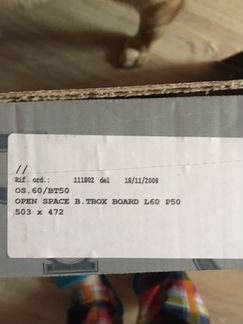 //
Rif. ord.: 111802 del 18/11/2008
OS.60/BT50
OPEN SPACE B.TBOX BOARD L60 P50
503 x 472